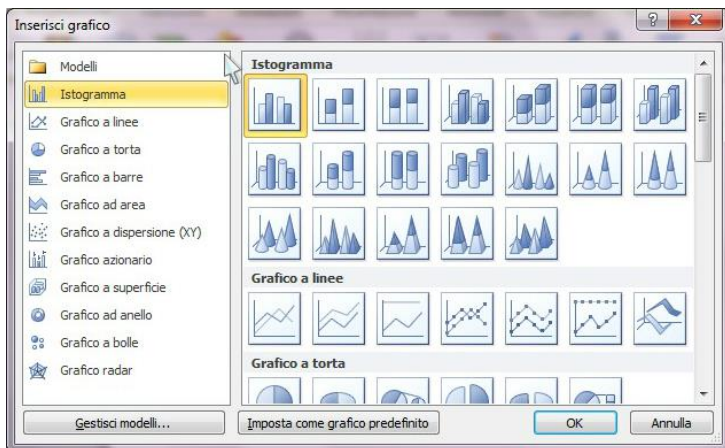 Inserisci grafico
Modelli
Istogramma
Grafico a linee
Grafico a torta
Grafico a barre
Grafico ad area
Grafico a dispersione (XY)
Grafico azionario
Grafico a superficie
Grafico ad anello
Grafico a bolle
Grafico radar
Istogramma
Grafico a linee
Grafico a torta
Gestisci modelli...
Imposta come grafico predefinito
OK
Annulla